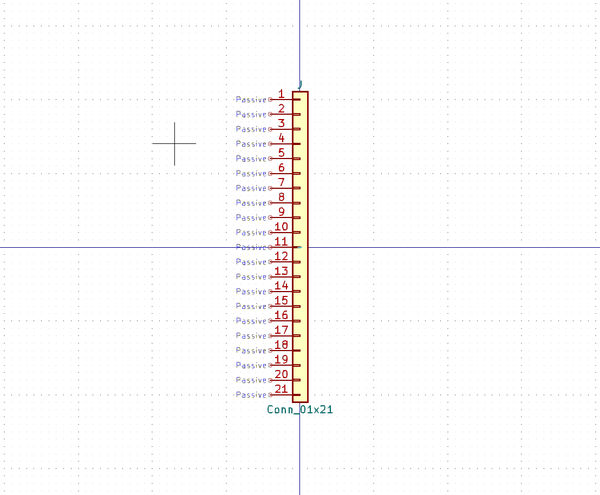 J
Passive 1
Passive 2
Passive 3
Passive 4
Passive 5
Passive 6
Passive 7
Passive 8
Passive 9
Passive 10
Passive 11
Passive 12
Passive 13
Passive 14
Passive 15
Passive 16
Passive 17
Passive 18
Passive 19
Passive 20
Passive 21
Conn_01x21